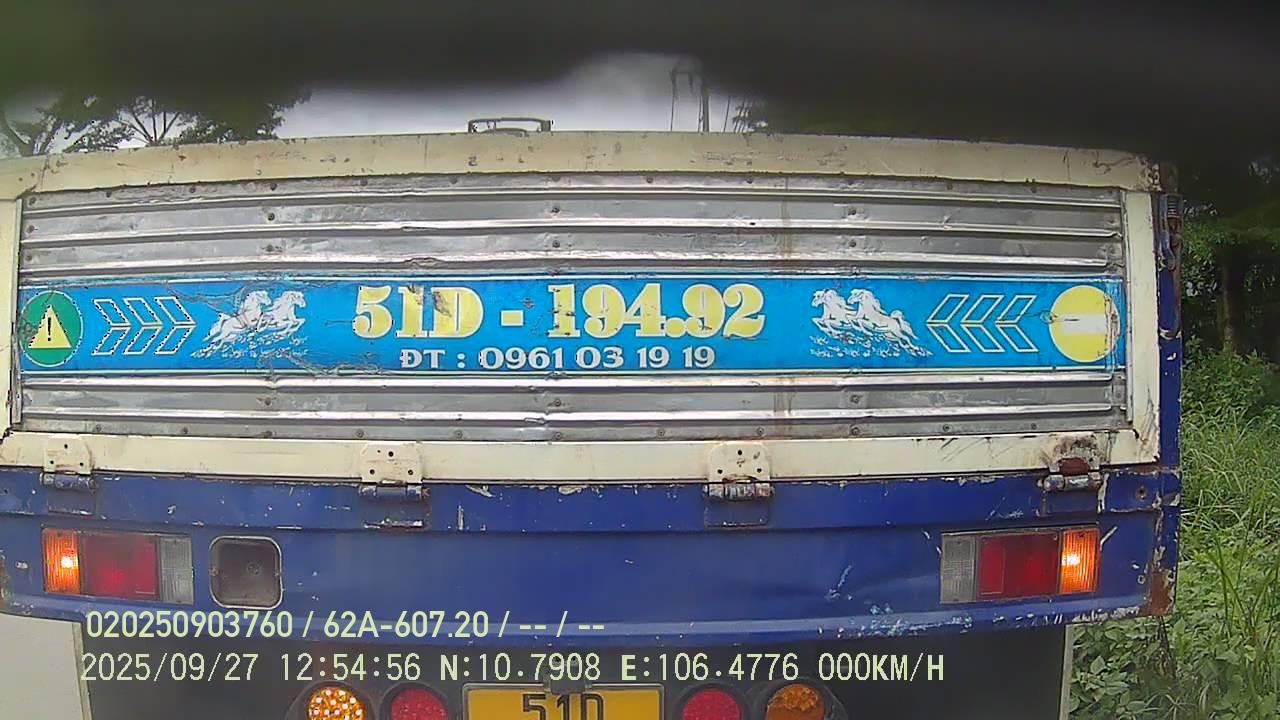 51D - 194.92
ĐT : 0961 03 19 19
020250903760 / 62A-607.20 / -- / --
2025/09/27 12:54:56 N:10.7908 E:106.4776 000KM/H
51D